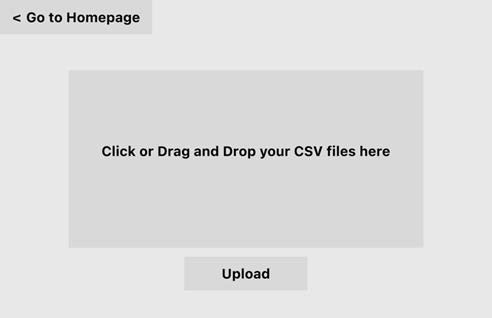 < Go to Homepage
Click or Drag and Drop your CSV files here
Upload